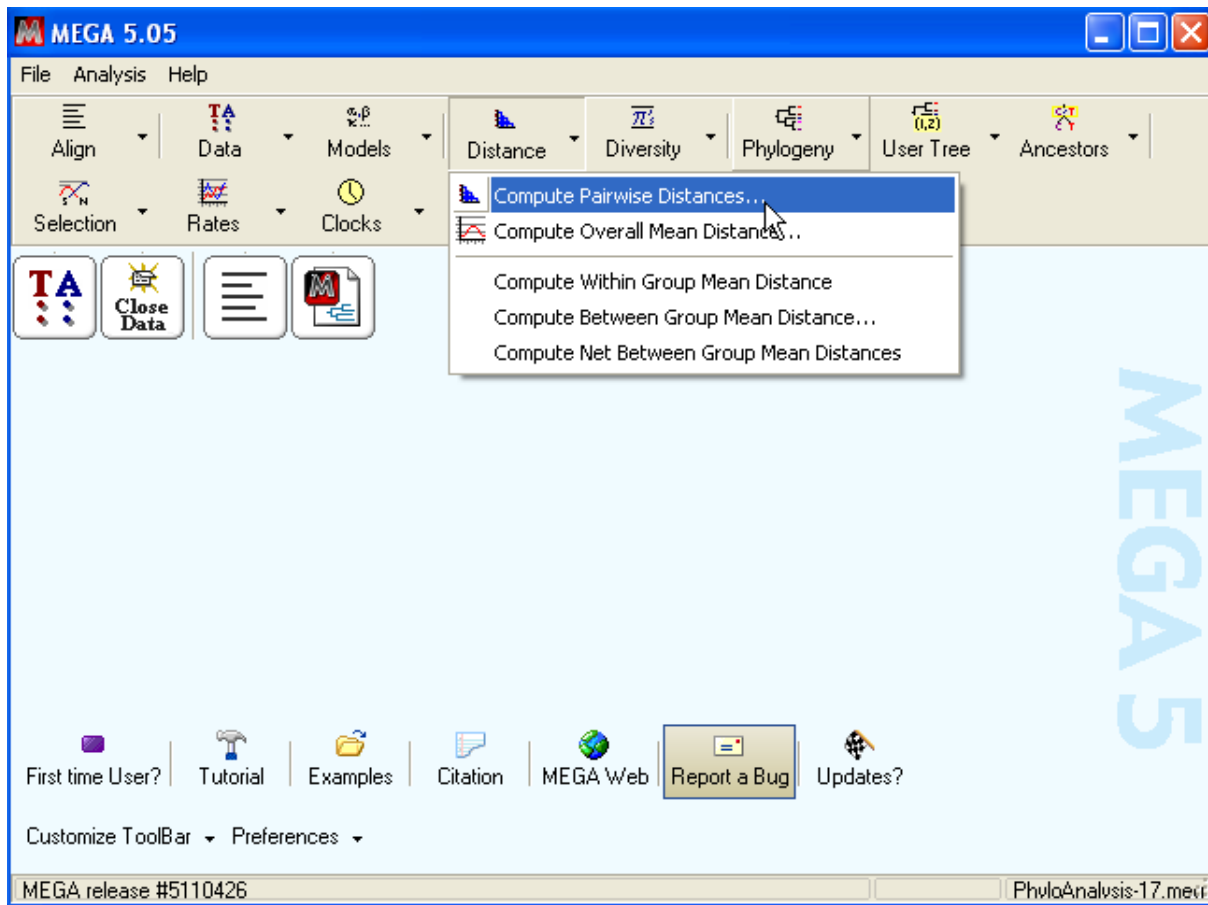 MEGA 5.05
File Analysis Help
Align Data Models Distance Diversity Phylogeny User Tree Ancestors
Selection Rates Clocks
Compute Pairwise Distances...
Compute Overall Mean Distance...
Compute Within Group Mean Distance
Compute Between Group Mean Distance...
Compute Net Between Group Mean Distances
TA
Close
Data
M
MEGA 5
First time User? Tutorial Examples Citation MEGA Web Report a Bug Updates?
Customize ToolBar Preferences
MEGA release #5110426 PhyloAnalysis-17.meg